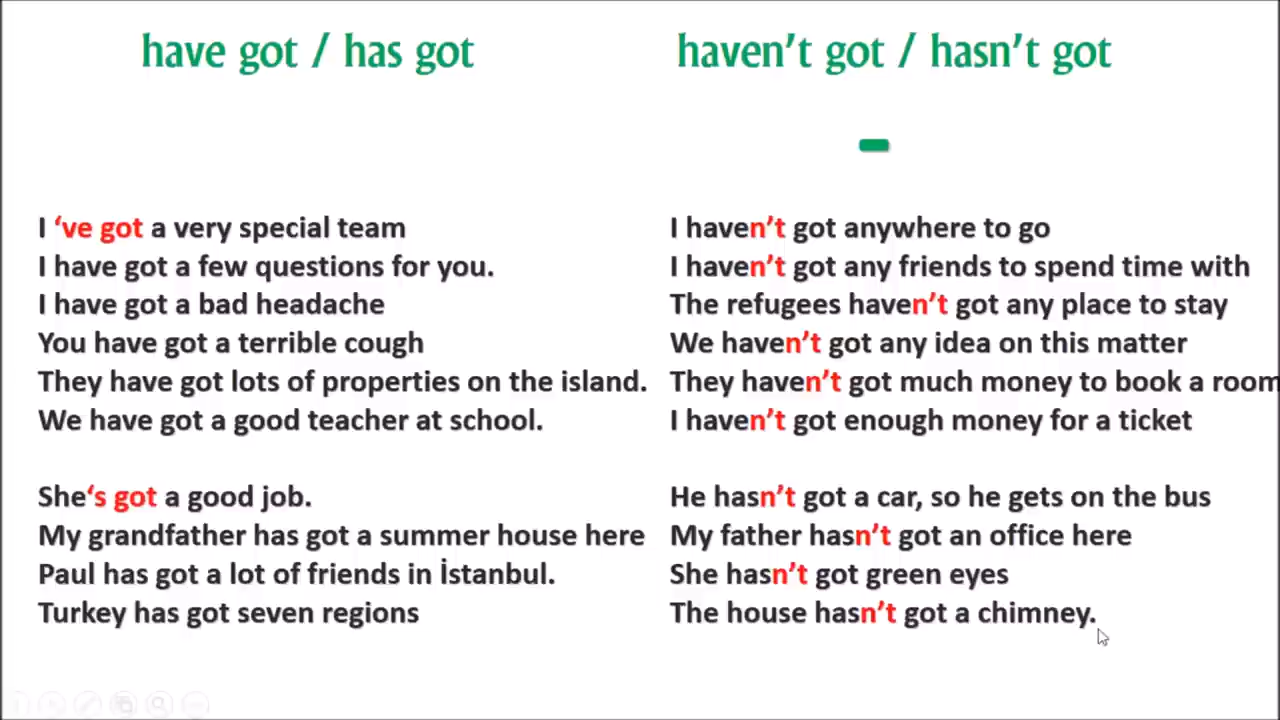 have got / has got
I ‘ve got a very special team
I have got a few questions for you.
I have got a bad headache
You have got a terrible cough
They have got lots of properties on the island.
We have got a good teacher at school.
She‘s got a good job.
My grandfather has got a summer house here
Paul has got a lot of friends in İstanbul.
Turkey has got seven regions
haven’t got / hasn’t got
-
I haven’t got anywhere to go
I haven’t got any friends to spend time with
The refugees haven’t got any place to stay
We haven’t got any idea on this matter
They haven’t got much money to book a room
I haven’t got enough money for a ticket
He hasn’t got a car, so he gets on the bus
My father hasn’t got an office here
She hasn’t got green eyes
The house hasn’t got a chimney.